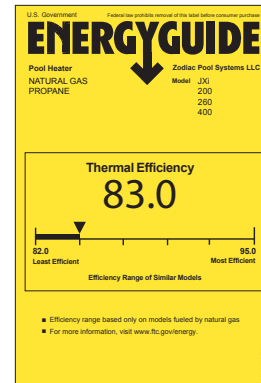 U.S. Government Federal law prohibits removal of this label before consumer purchase
ENERGYGUIDE
Pool Heater
NATURAL GAS
PROPANE
Zodiac Pool Systems LLC
Model JXi
200
260
400
Thermal Efficiency
83.0
82.0 95.0
Least Efficient Most Efficient
Efficiency Range of Similar Models
■ Efficiency range based only on models fueled by natural gas
■ For more information, visit www.ftc.gov/energy.